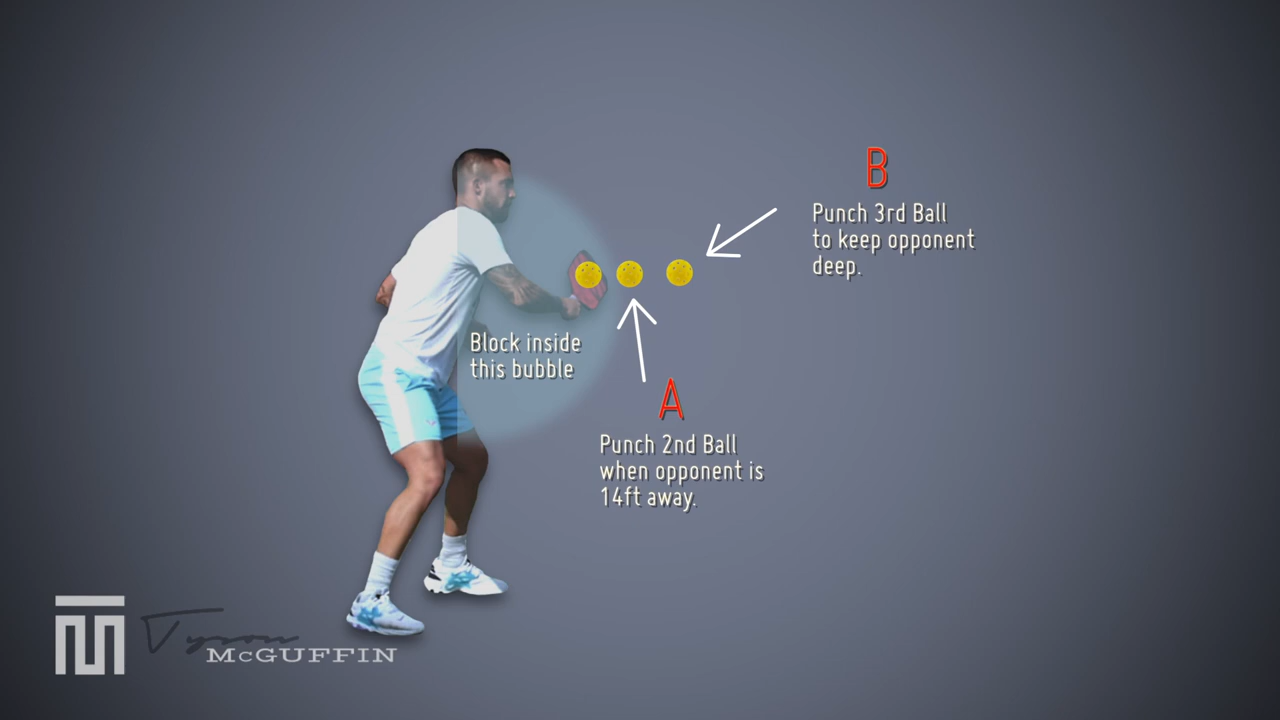 B
Punch 3rd Ball
to keep opponent
deep.
Block inside
this bubble
A
Punch 2nd Ball
when opponent is
14ft away.
Tyson
McGUFFIN